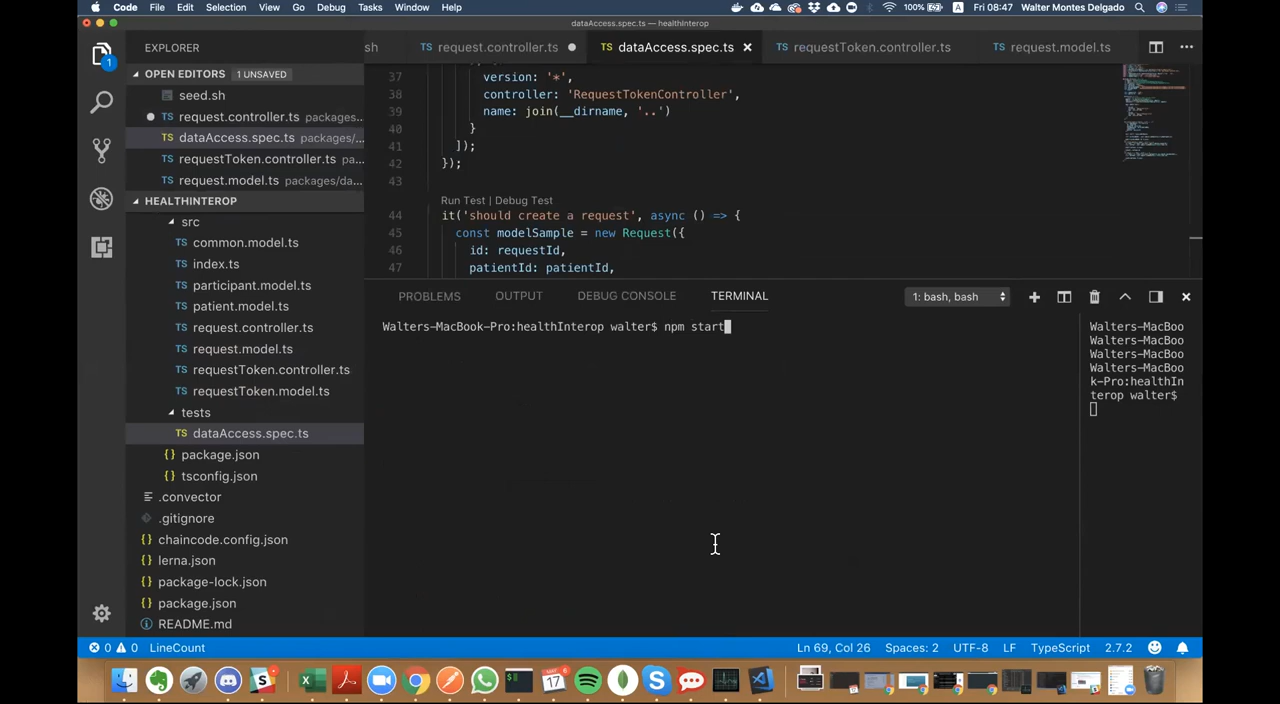 Code File Edit Selection View Go Debug Tasks Window Help 100% Fri 08:47 Walter Montes Delgado
dataAccess.spec.ts — healthInterop
EXPLORER
sh
request.controller.ts
dataAccess.spec.ts
requestToken.controller.ts
request.model.ts
OPEN EDITORS 1 UNSAVED
seed.sh
request.controller.ts packages...
dataAccess.spec.ts packages/...
requestToken.controller.ts pa...
request.model.ts packages/da...
HEALTHINTEROP
src
TS common.model.ts
TS index.ts
TS participant.model.ts
TS patient.model.ts
TS request.controller.ts
TS request.model.ts
TS requestToken.controller.ts
TS requestToken.model.ts
tests
TS dataAccess.spec.ts
{} package.json
{} tsconfig.json
.convector
.gitignore
{} chaincode.config.json
{} lerna.json
{} package-lock.json
{} package.json
README.md
37 version: '*',
38 controller: 'RequestTokenController',
39 name: join(__dirname, '..')
40 }
41 ]);
42 });
43
Run Test | Debug Test
44 it('should create a request', async () => {
45 const modelSample = new Request({
46 id: requestId,
47 patientId: patientId,
PROBLEMS OUTPUT DEBUG CONSOLE TERMINAL 1: bash, bash
Walters-MacBook-Pro:healthInterop walter$ npm start
Walters-MacBoo
Walters-MacBoo
Walters-MacBoo
Walters-MacBoo
k-Pro:healthIn
terop walter$
0 0 LineCount Ln 69, Col 26 Spaces: 2 UTF-8 LF TypeScript 2.7.2
17